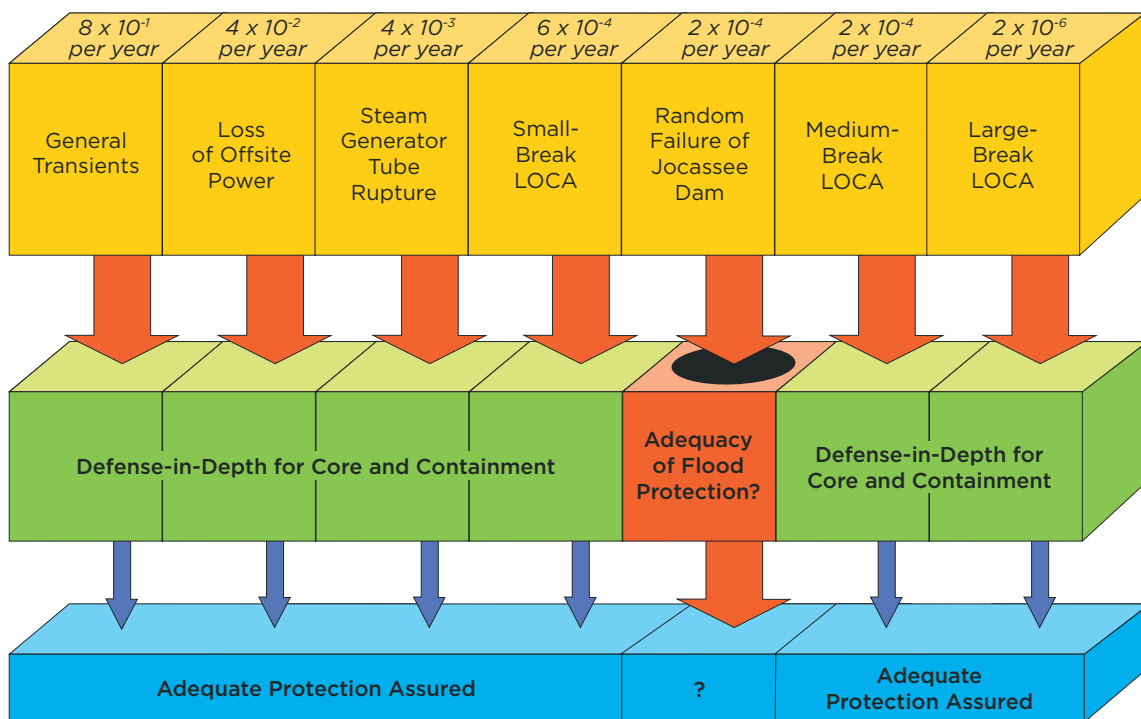 8 x 10⁻¹
per year
4 x 10⁻²
per year
4 x 10⁻³
per year
6 x 10⁻⁴
per year
2 x 10⁻⁴
per year
2 x 10⁻⁴
per year
2 x 10⁻⁶
per year
General
Transients
Loss
of Offsite
Power
Steam
Generator
Tube
Rupture
Small-
Break
LOCA
Random
Failure of
Jocassee
Dam
Medium-
Break
LOCA
Large-
Break
LOCA
Defense-in-Depth for Core and Containment
Adequacy
of Flood
Protection?
Defense-in-Depth for
Core and Containment
Adequate Protection Assured
?
Adequate
Protection Assured